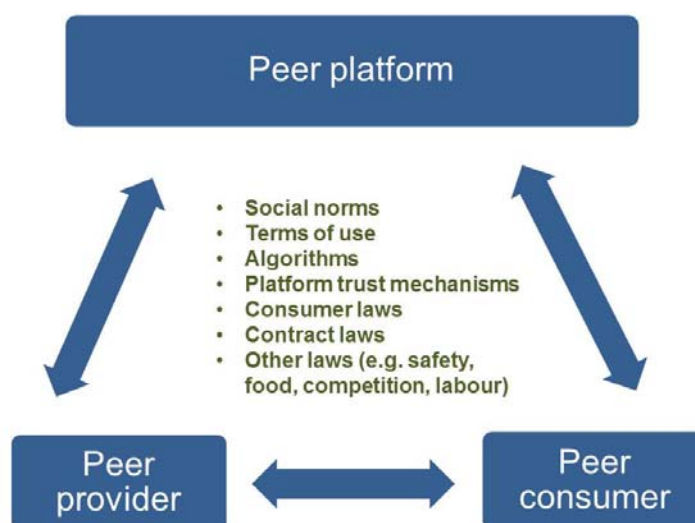 Peer platform
• Social norms
• Terms of use
• Algorithms
• Platform trust mechanisms
• Consumer laws
• Contract laws
• Other laws (e.g. safety,
food, competition, labour)
Peer
provider
Peer
consumer